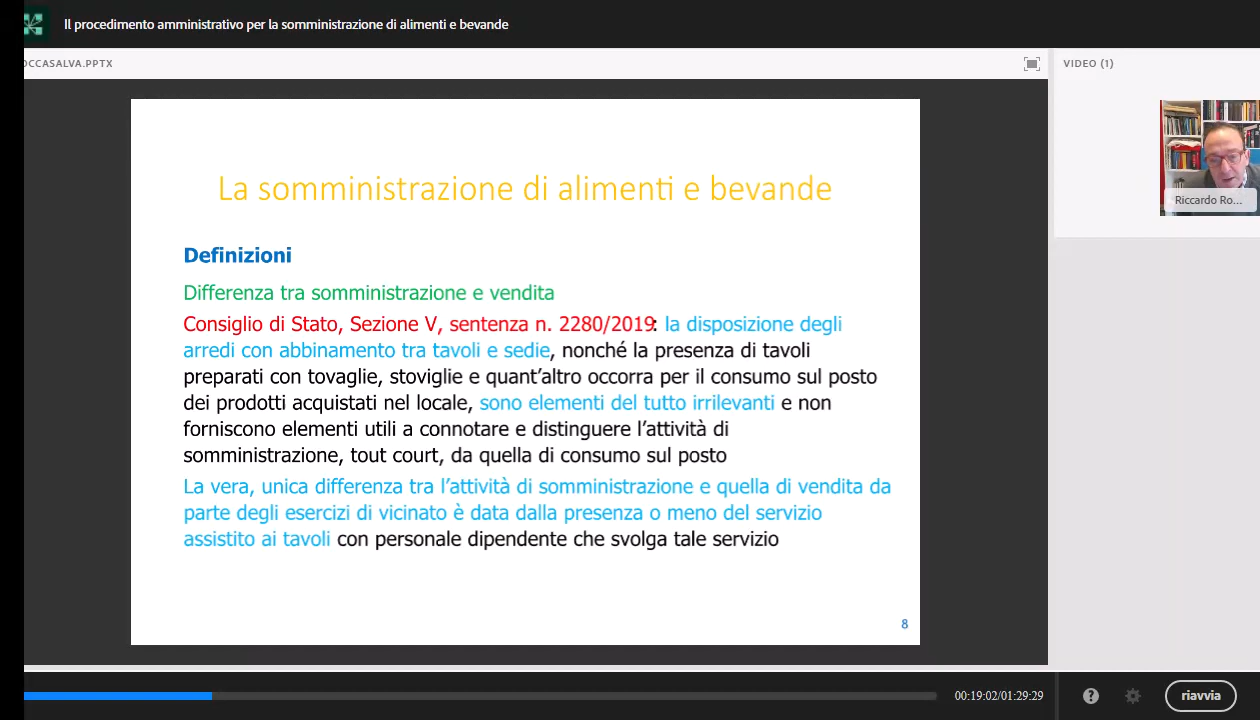 Il procedimento amministrativo per la somministrazione di alimenti e bevande
OCCASALVA.PPTX
VIDEO (1)
La somministrazione di alimenti e bevande
Definizioni
Differenza tra somministrazione e vendita
Consiglio di Stato, Sezione V, sentenza n. 2280/2019: la disposizione degli
arredi con abbinamento tra tavoli e sedie, nonché la presenza di tavoli
preparati con tovaglie, stoviglie e quant'altro occorra per il consumo sul posto
dei prodotti acquistati nel locale, sono elementi del tutto irrilevanti e non
forniscono elementi utili a connotare e distinguere l'attività di
somministrazione, tout court, da quella di consumo sul posto
La vera, unica differenza tra l'attività di somministrazione e quella di vendita da
parte degli esercizi di vicinato è data dalla presenza o meno del servizio
assistito ai tavoli con personale dipendente che svolga tale servizio
8
Riccardo Ro...
00:19:02/01:29:29
?
riavvia